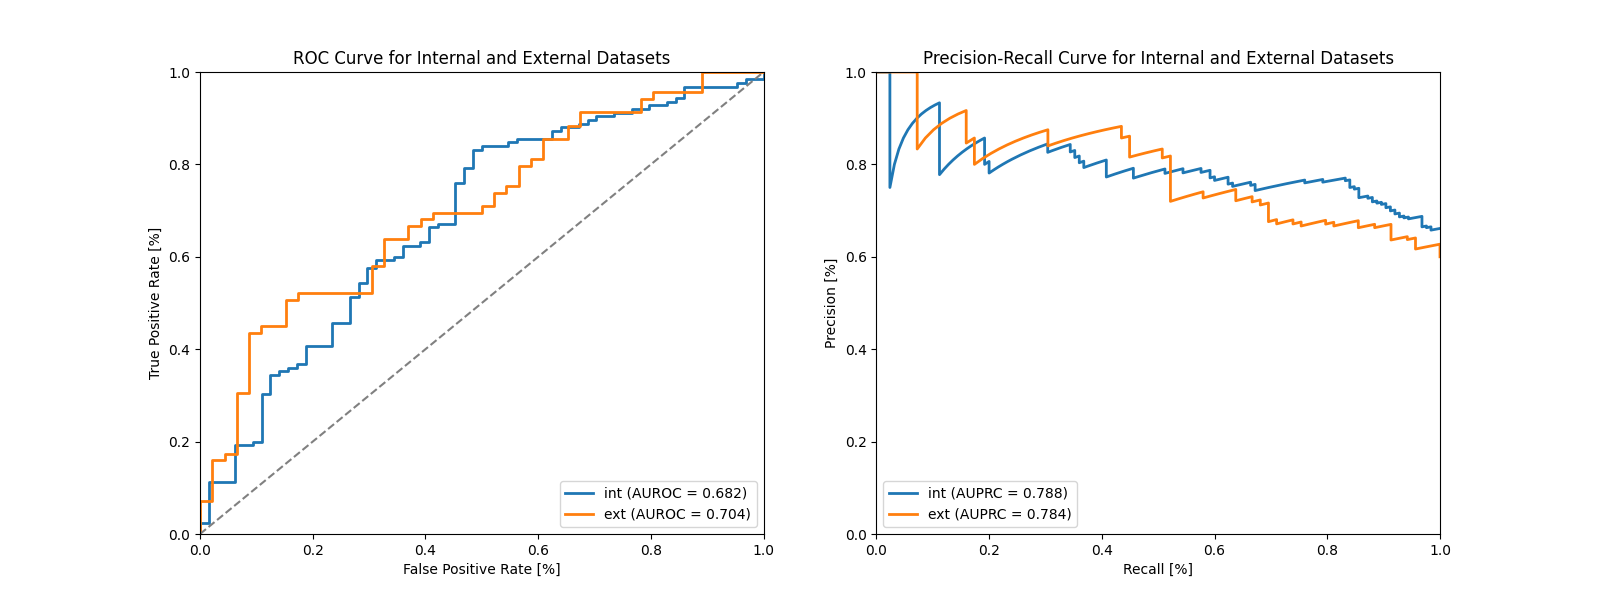 ROC Curve for Internal and External Datasets
1.0
0.8
0.6
0.4
0.2
0.0
True Positive Rate [%]
int (AUROC = 0.682)
ext (AUROC = 0.704)
0.0 0.2 0.4 0.6 0.8 1.0
False Positive Rate [%]
Precision-Recall Curve for Internal and External Datasets
1.0
0.8
0.6
0.4
0.2
0.0
Precision [%]
int (AUPRC = 0.788)
ext (AUPRC = 0.784)
0.0 0.2 0.4 0.6 0.8 1.0
Recall [%]